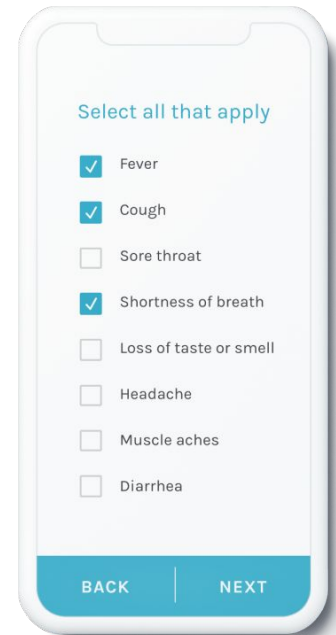 Select all that apply
Fever
Cough
Sore throat
Shortness of breath
Loss of taste or smell
Headache
Muscle aches
Diarrhea
BACK
NEXT